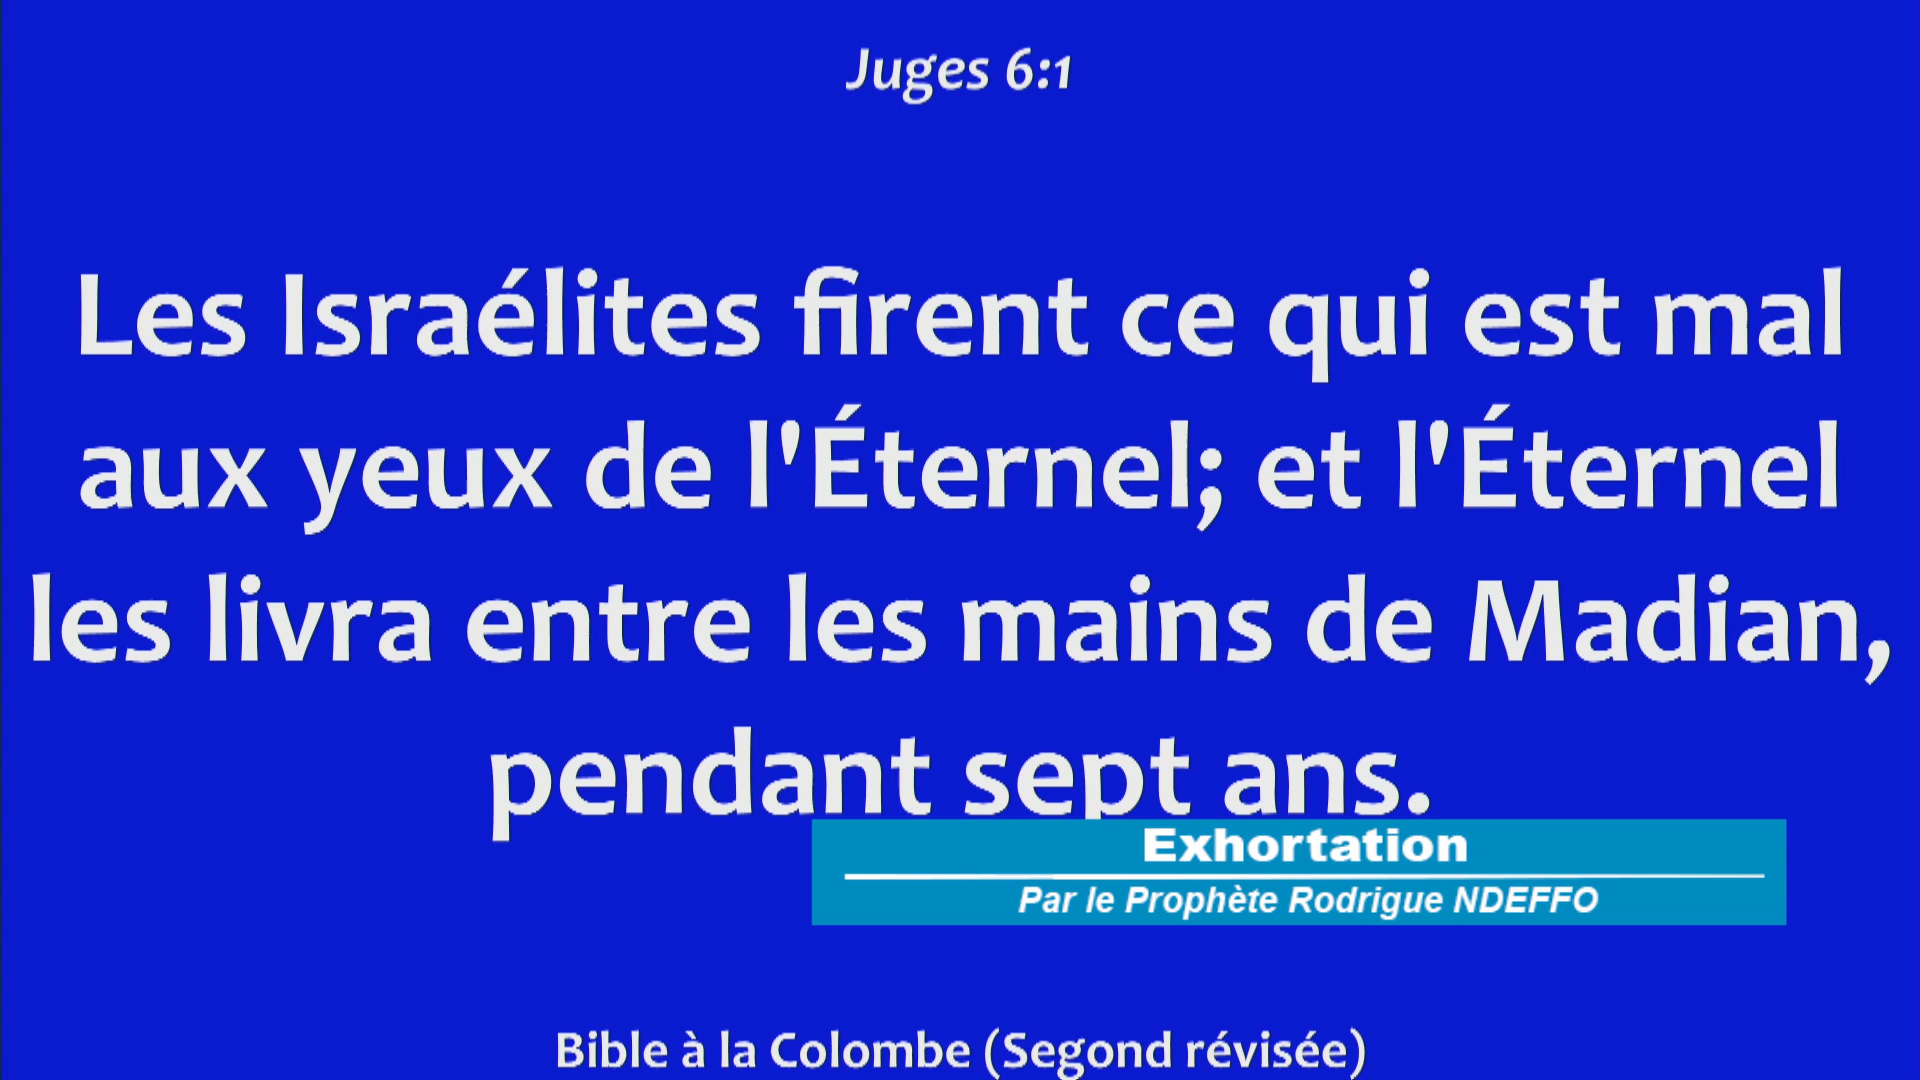 Juges 6:1
Les Israélites firent ce qui est mal
aux yeux de l'Éternel; et l'Éternel
les livra entre les mains de Madian,
pendant sept ans.
Exhortation
Par le Prophète Rodrigue NDEFFO
Bible à la Colombe (Segond révisée)